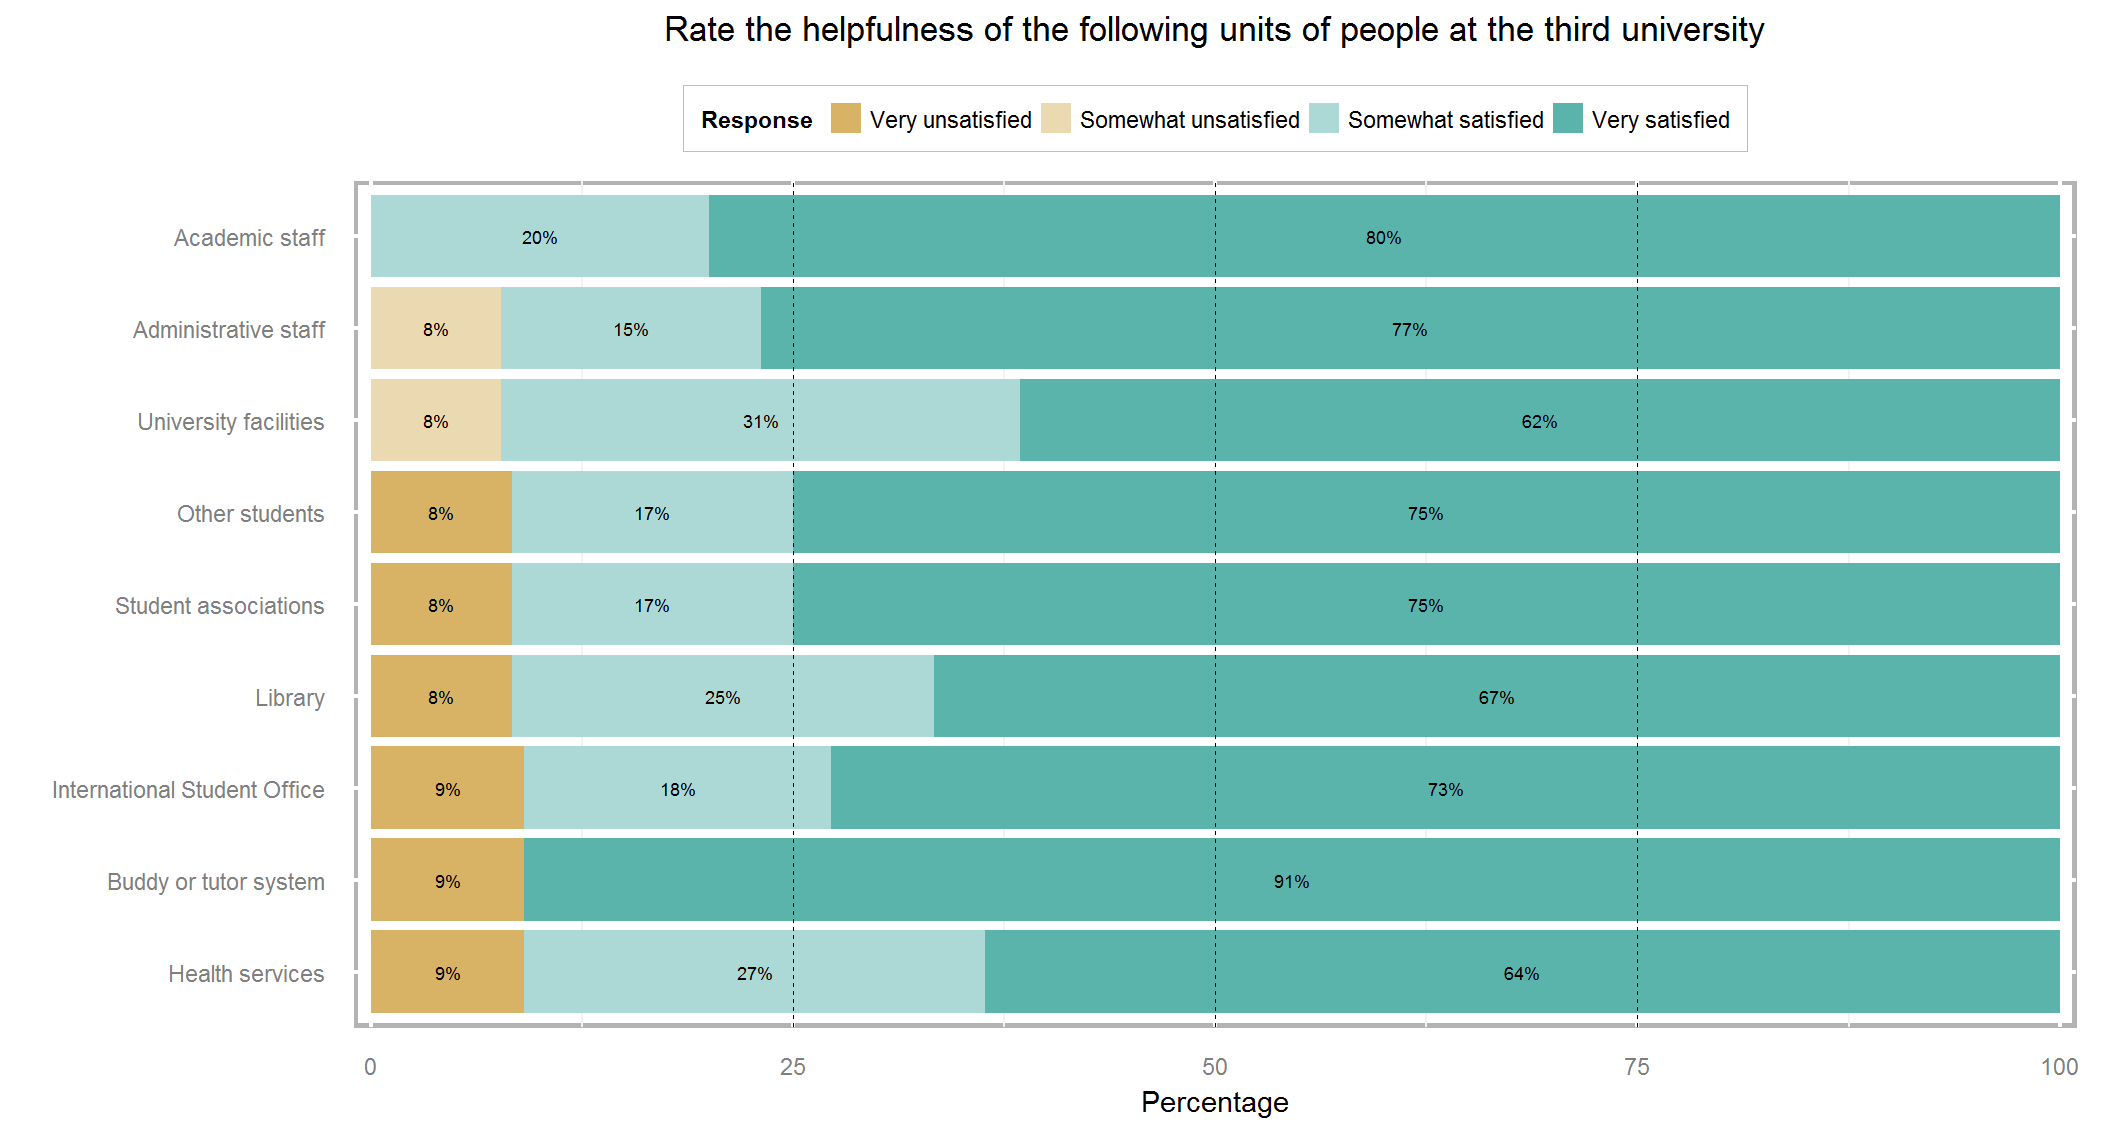 Rate the helpfulness of the following units of people at the third university
Response Very unsatisfied Somewhat unsatisfied Somewhat satisfied Very satisfied
Academic staff 20% 80%
Administrative staff 8% 15% 77%
University facilities 8% 31% 62%
Other students 8% 17% 75%
Student associations 8% 17% 75%
Library 8% 25% 67%
International Student Office 9% 18% 73%
Buddy or tutor system 9% 91%
Health services 9% 27% 64%
0 25 50 75 100
Percentage